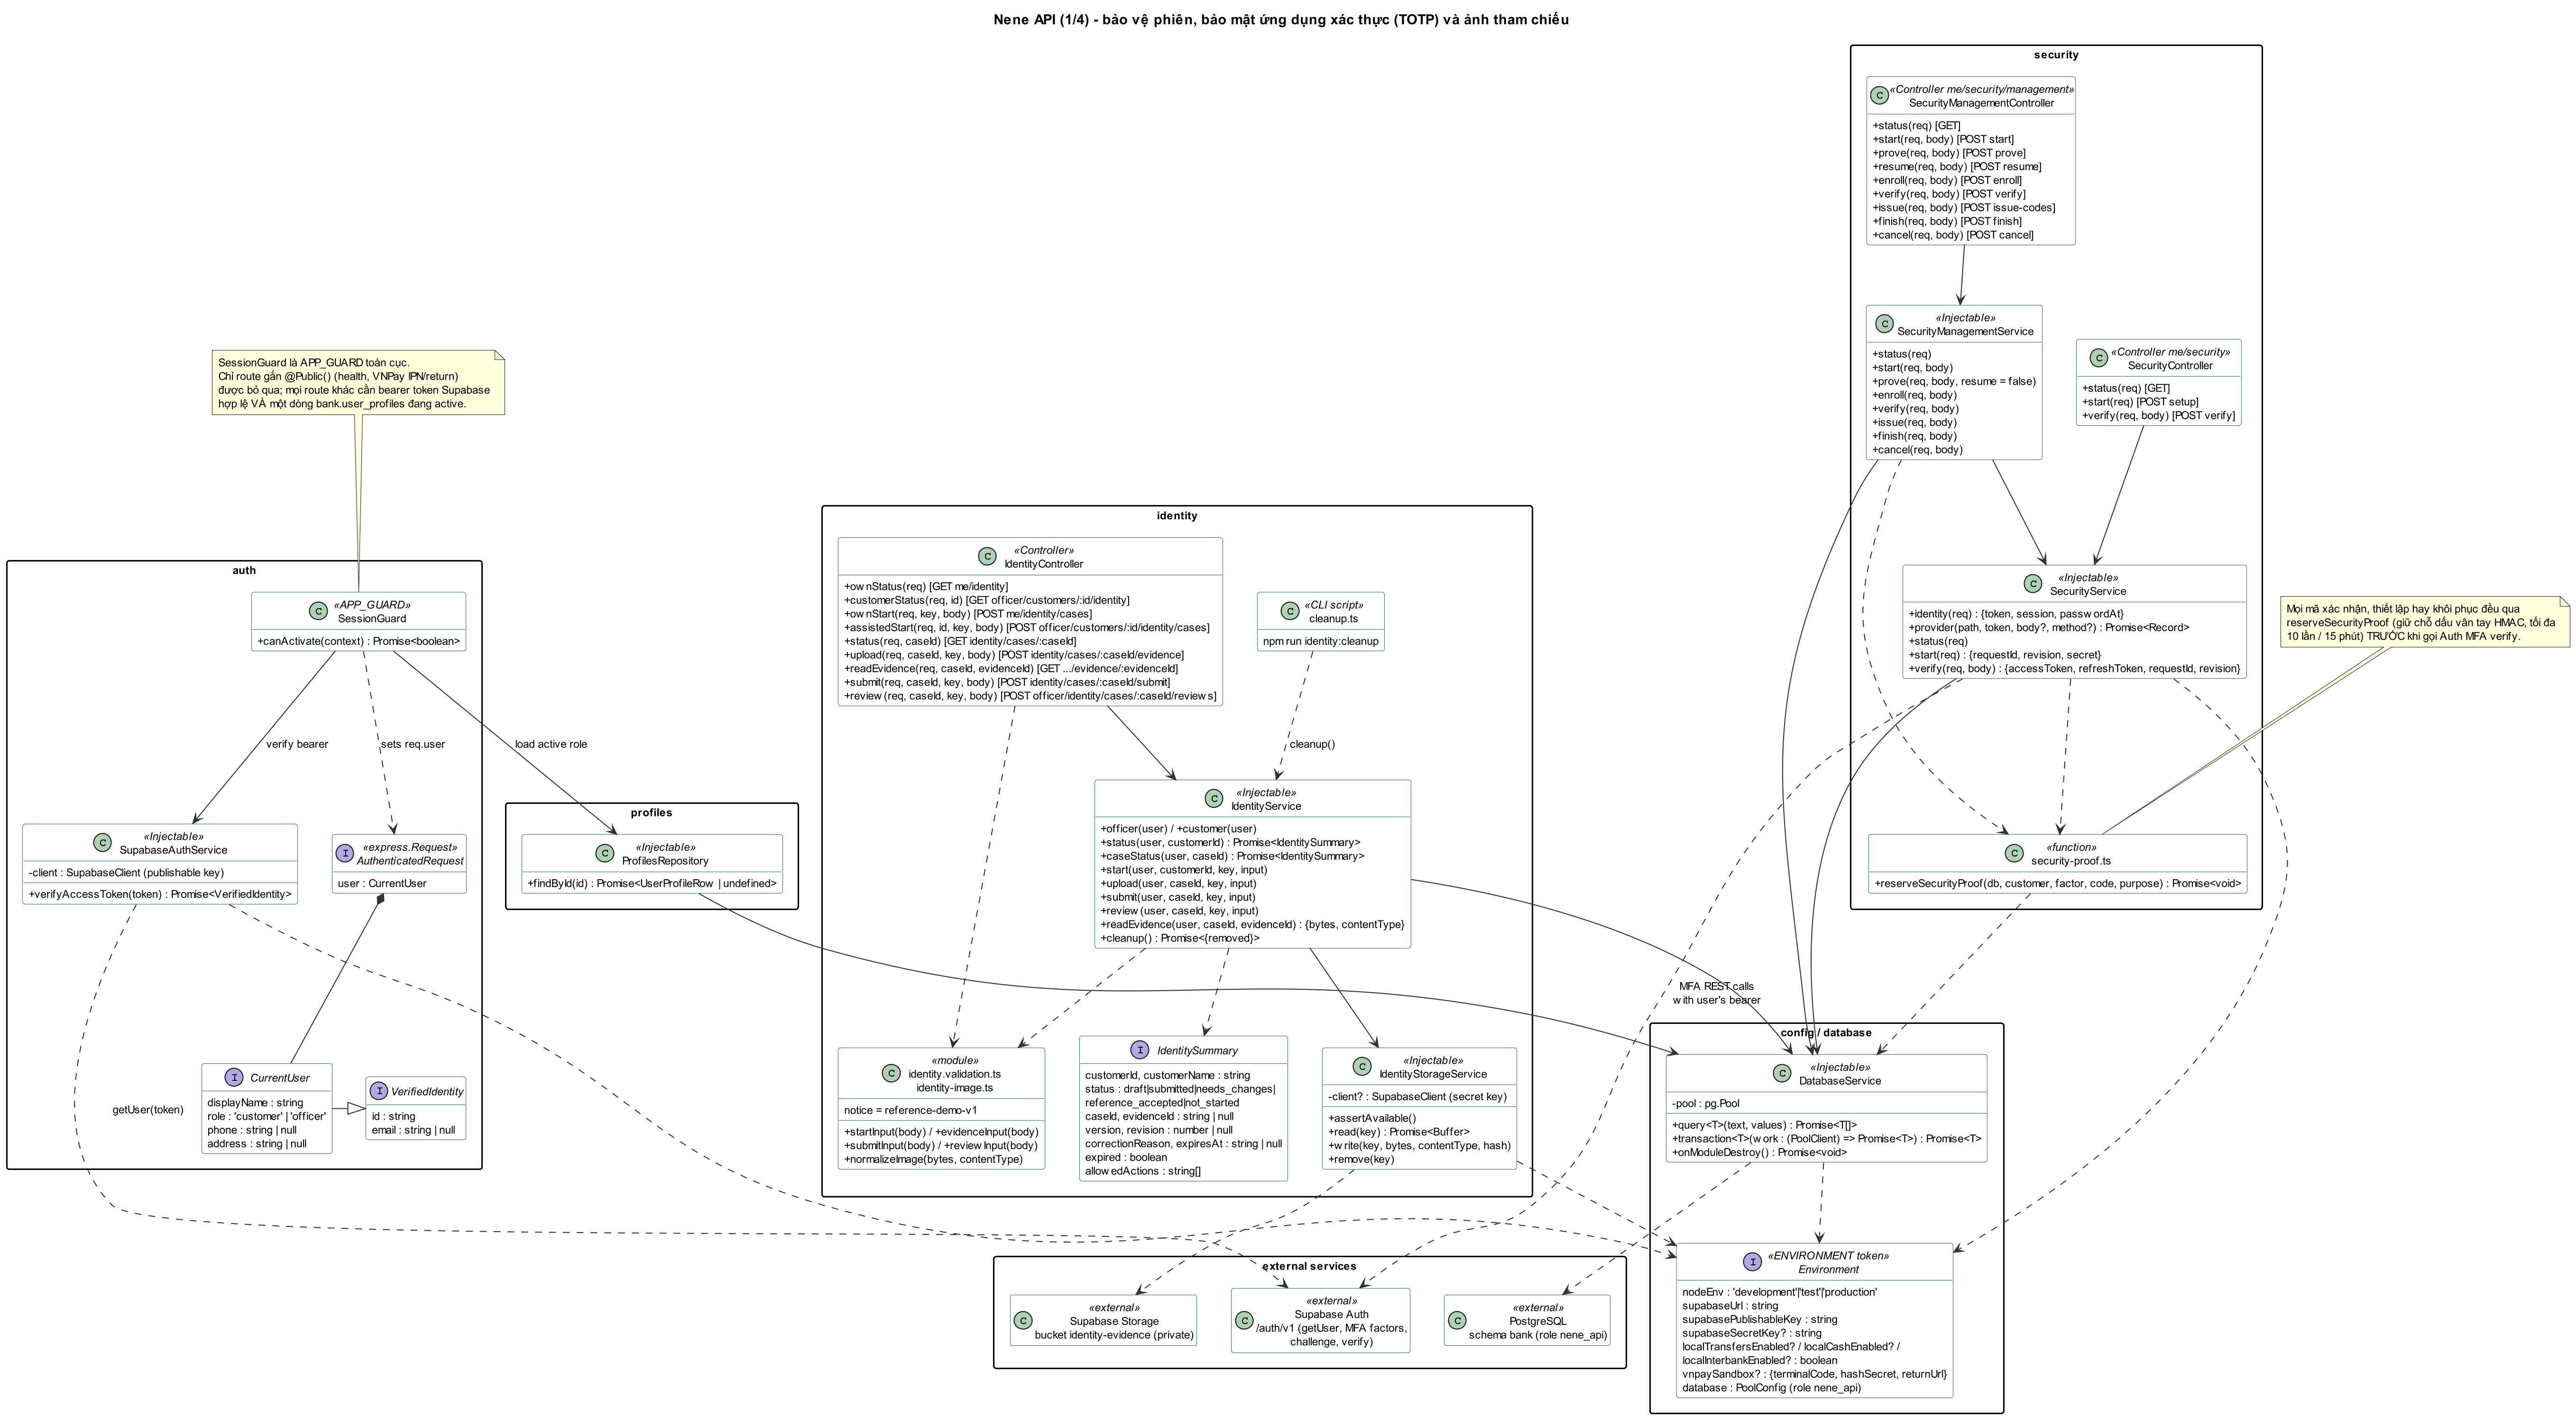 Nene API (1/4) - bảo vệ phiên, bảo mật ứng dụng xác thực (TOTP) và ảnh tham chiếu
security
C
«Controller me/security/management»
SecurityManagementController
+status(req) [GET]
+start(req, body) [POST start]
+prove(req, body) [POST prove]
+resume(req, body) [POST resume]
+enroll(req, body) [POST enroll]
+verify(req, body) [POST verify]
+issue(req, body) [POST issue-codes]
+finish(req, body) [POST finish]
+cancel(req, body) [POST cancel]
C
«Injectable»
SecurityManagementService
+status(req)
+start(req, body)
+prove(req, body, resume = false)
+enroll(req, body)
+verify(req, body)
+issue(req, body)
+finish(req, body)
+cancel(req, body)
C
«Controller me/security»
SecurityController
+status(req) [GET]
+start(req) [POST setup]
+verify(req, body) [POST verify]
SessionGuard là APP_GUARD toàn cục.
Chỉ route gắn @Public() (health, VNPay IPN/return)
được bỏ qua; mọi route khác cần bearer token Supabase
hợp lệ VÀ một dòng bank.user_profiles đang active.
C
«Injectable»
SecurityService
+identity(req) : {token, session, passwordAt}
+provider(path, token, body?, method?) : Promise<Record>
+status(req)
+start(req) : {requestId, revision, secret}
+verify(req, body) : {accessToken, refreshToken, requestId, revision}
Mọi mã xác nhận, thiết lập hay khôi phục đều qua
reserveSecurityProof (giữ chỗ dấu vân tay HMAC, tối đa
10 lần / 15 phút) TRƯỚC khi gọi Auth MFA verify.
C
«function»
security-proof.ts
+reserveSecurityProof(db, customer, factor, code, purpose) : Promise<void>
auth
C
«APP_GUARD»
SessionGuard
+canActivate(context) : Promise<boolean>
verify bearer
sets req.user
load active role
C
«Injectable»
SupabaseAuthService
-client : SupabaseClient (publishable key)
+verifyAccessToken(token) : Promise<VerifiedIdentity>
I
«express.Request»
AuthenticatedRequest
user : CurrentUser
I
CurrentUser
displayName : string
role : 'customer' | 'officer'
phone : string | null
address : string | null
I
VerifiedIdentity
id : string
email : string | null
getUser(token)
profiles
C
«Injectable»
ProfilesRepository
+findById(id) : Promise<UserProfileRow | undefined>
identity
C
«Controller»
IdentityController
+ownStatus(req) [GET me/identity]
+customerStatus(req, id) [GET officer/customers/:id/identity]
+ownStart(req, key, body) [POST me/identity/cases]
+assistedStart(req, id, key, body) [POST officer/customers/:id/identity/cases]
+status(req, caseId) [GET identity/cases/:caseId]
+upload(req, caseId, key, body) [POST identity/cases/:caseId/evidence]
+readEvidence(req, caseId, evidenceId) [GET .../evidence/:evidenceId]
+submit(req, caseId, key, body) [POST identity/cases/:caseId/submit]
+review(req, caseId, key, body) [POST officer/identity/cases/:caseId/reviews]
C
«CLI script»
cleanup.ts
npm run identity:cleanup
cleanup()
C
«Injectable»
IdentityService
+officer(user) / +customer(user)
+status(user, customerId) : Promise<IdentitySummary>
+caseStatus(user, caseId) : Promise<IdentitySummary>
+start(user, customerId, key, input)
+upload(user, caseId, key, input)
+submit(user, caseId, key, input)
+review(user, caseId, key, input)
+readEvidence(user, caseId, evidenceId) : {bytes, contentType}
+cleanup() : Promise<{removed}>
C
«module»
identity.validation.ts
identity-image.ts
notice = reference-demo-v1
+startInput(body) / +evidenceInput(body)
+submitInput(body) / +reviewInput(body)
+normalizeImage(bytes, contentType)
I
IdentitySummary
customerId, customerName : string
status : draft|submitted|needs_changes|
reference_accepted|not_started
caseId, evidenceId : string | null
version, revision : number | null
correctionReason, expiresAt : string | null
expired : boolean
allowedActions : string[]
C
«Injectable»
IdentityStorageService
-client? : SupabaseClient (secret key)
+assertAvailable()
+read(key) : Promise<Buffer>
+write(key, bytes, contentType, hash)
+remove(key)
MFA REST calls
with user's bearer
config / database
C
«Injectable»
DatabaseService
-pool : pg.Pool
+query<T>(text, values) : Promise<T[]>
+transaction<T>(work : (PoolClient) => Promise<T>) : Promise<T>
+onModuleDestroy() : Promise<void>
I
«ENVIRONMENT token»
Environment
nodeEnv : 'development'|'test'|'production'
supabaseUrl : string
supabasePublishableKey : string
supabaseSecretKey? : string
localTransfersEnabled? / localCashEnabled? /
localInterbankEnabled? : boolean
vnpaySandbox? : {terminalCode, hashSecret, returnUrl}
database : PoolConfig (role nene_api)
external services
C
«external»
Supabase Storage
bucket identity-evidence (private)
C
«external»
Supabase Auth
/auth/v1 (getUser, MFA factors,
challenge, verify)
C
«external»
PostgreSQL
schema bank (role nene_api)